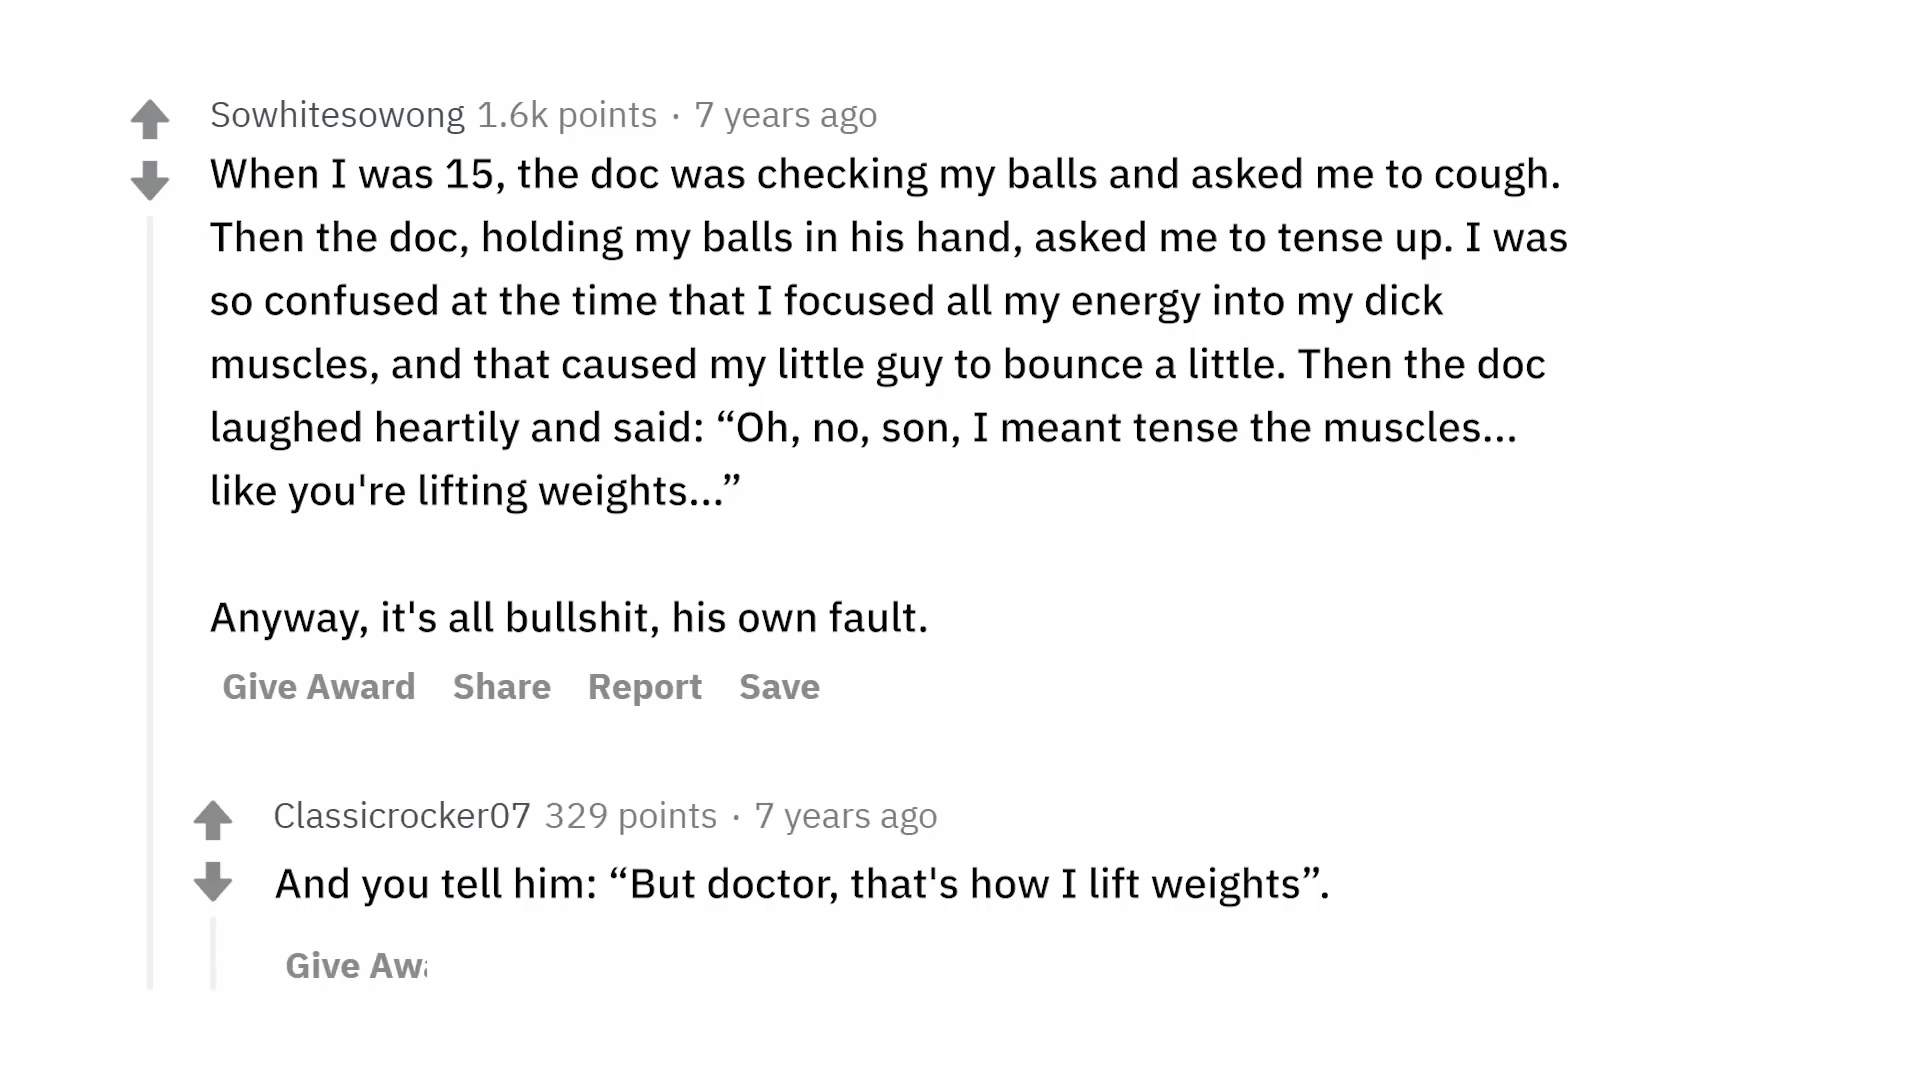 Sowhitesowong 1.6k points · 7 years ago
When I was 15, the doc was checking my balls and asked me to cough.
Then the doc, holding my balls in his hand, asked me to tense up. I was
so confused at the time that I focused all my energy into my dick
muscles, and that caused my little guy to bounce a little. Then the doc
laughed heartily and said: “Oh, no, son, I meant tense the muscles...
like you're lifting weights...”
Anyway, it's all bullshit, his own fault.
Give Award Share Report Save
Classicrocker07 329 points · 7 years ago
And you tell him: “But doctor, that's how I lift weights”.
Give